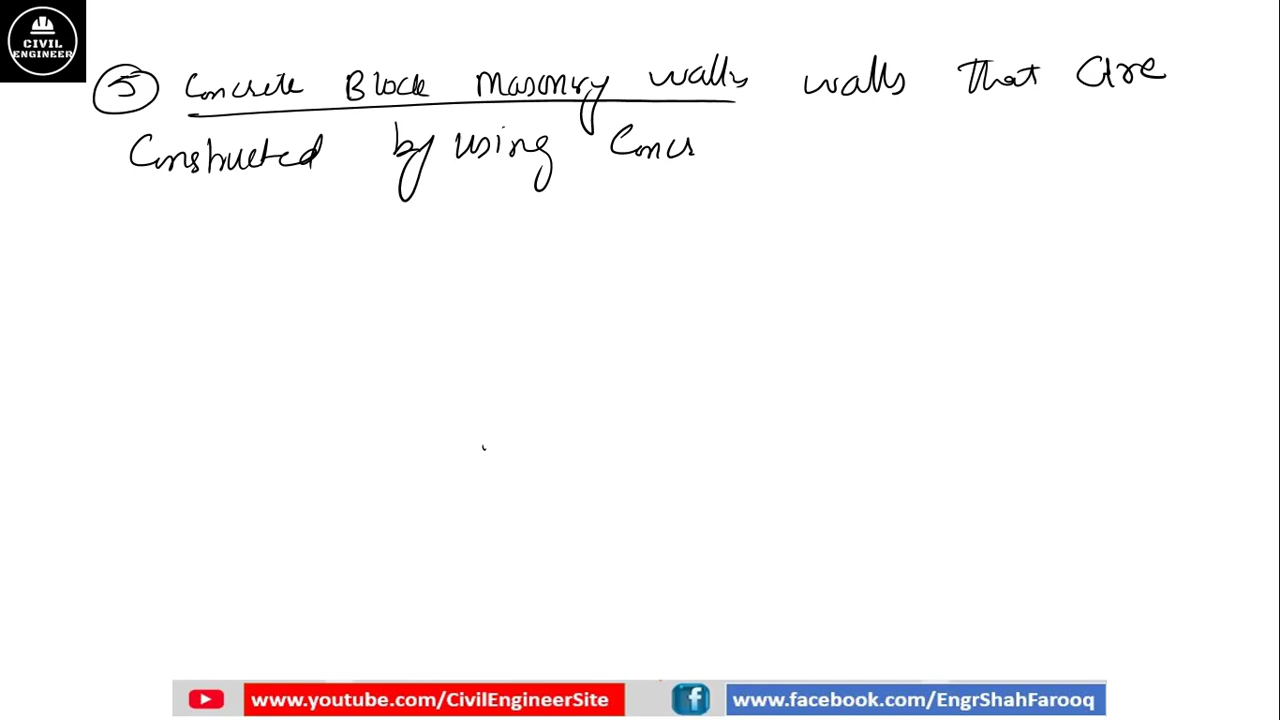 CIVIL
ENGINEER
5 Concrete Block Masonry walls walls that are
Constructed by using Conc
www.youtube.com/CivilEngineerSite
www.facebook.com/EngrShahFarooq